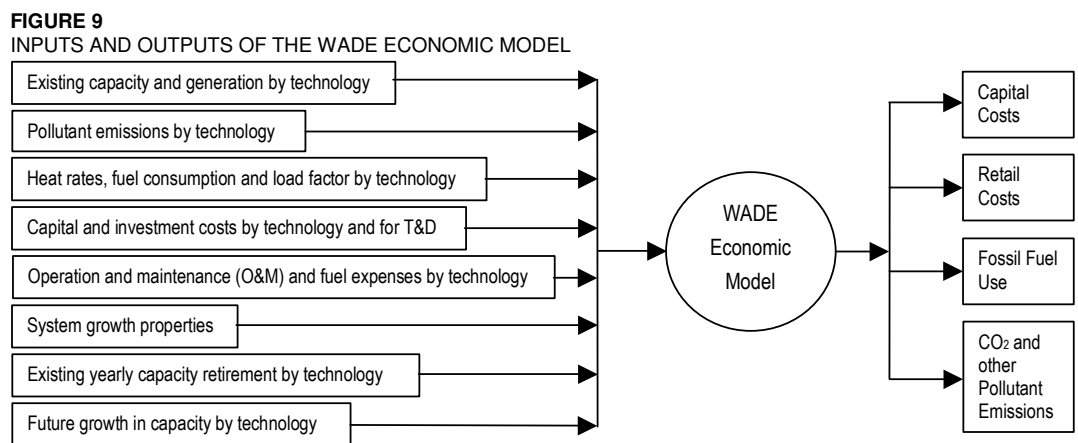 FIGURE 9
INPUTS AND OUTPUTS OF THE WADE ECONOMIC MODEL
Existing capacity and generation by technology
Pollutant emissions by technology
Heat rates, fuel consumption and load factor by technology
Capital and investment costs by technology and for T&D
Operation and maintenance (O&M) and fuel expenses by technology
System growth properties
Existing yearly capacity retirement by technology
Future growth in capacity by technology
WADE
Economic
Model
Capital
Costs
Retail
Costs
Fossil Fuel
Use
CO2 and
other
Pollutant
Emissions